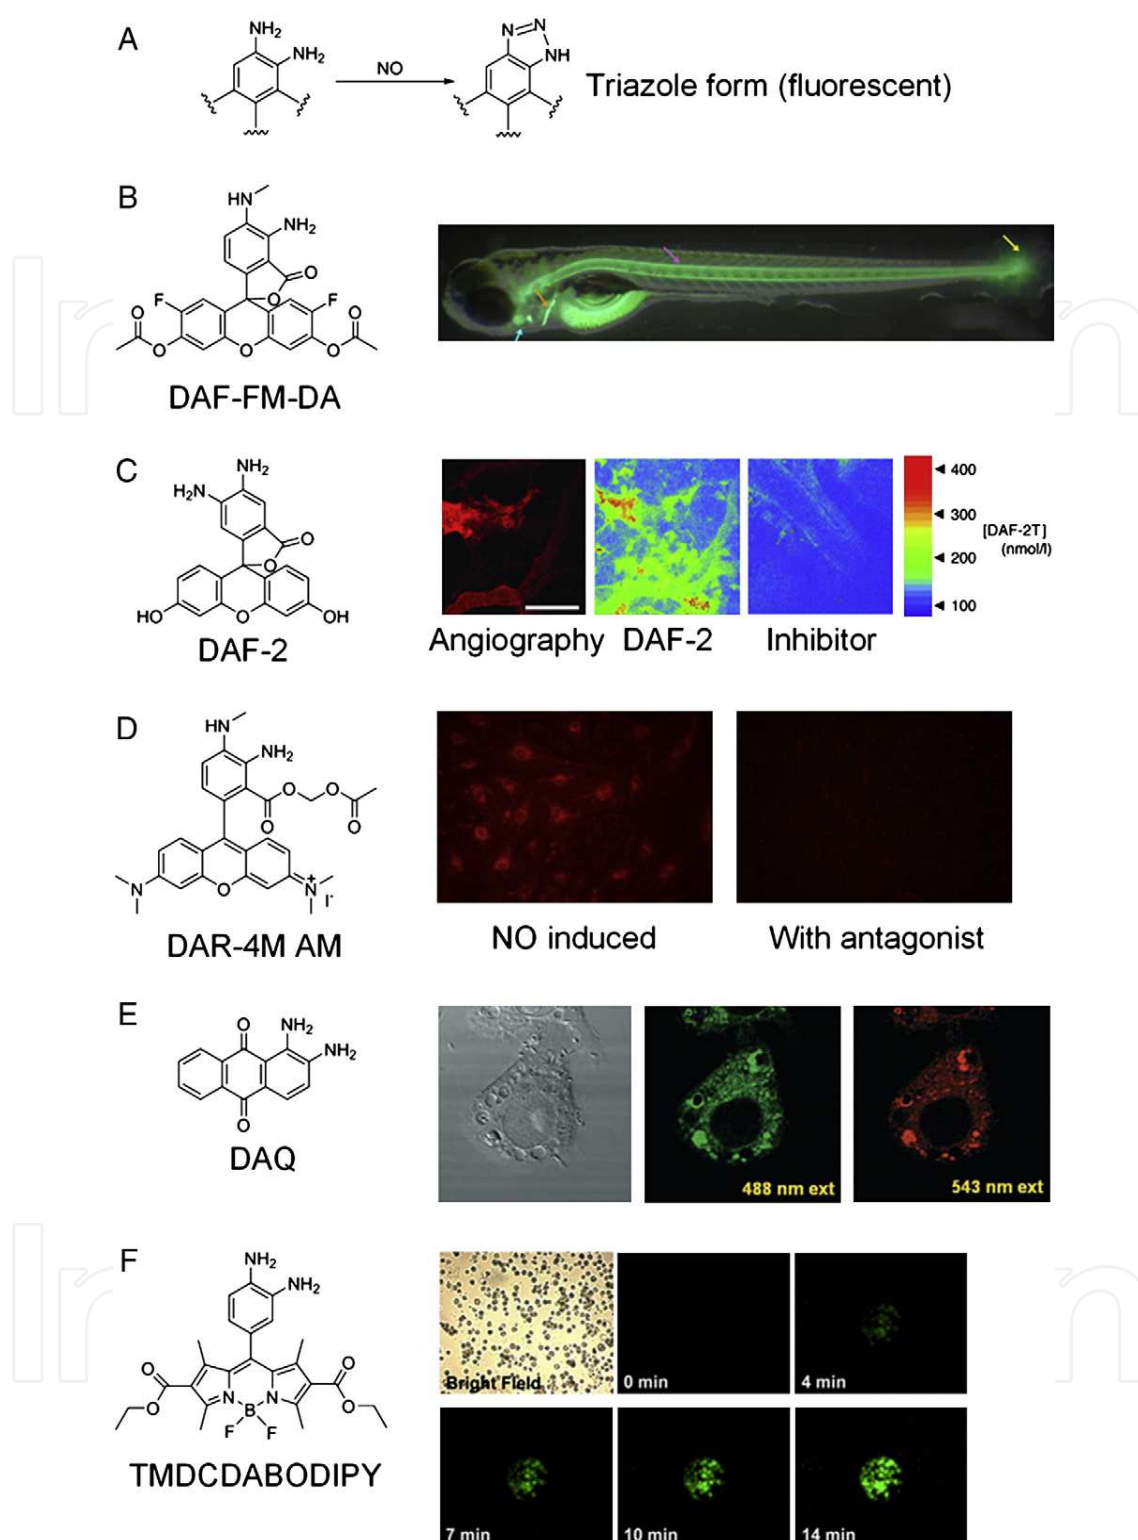 A
NH2
NH2
NO
N
N
NH
Triazole form (fluorescent)
B
HN
NH2
O
O
F
F
O
O
O
O
O
DAF-FM-DA
C
NH2
H2N
O
O
HO
O
OH
DAF-2
Angiography
DAF-2
Inhibitor
400
300
[DAF-2T]
(nmol/l)
200
100
D
HN
NH2
O
O
O
O
N
O
N+
I-
DAR-4M AM
NO induced
With antagonist
E
O
NH2
NH2
O
DAQ
488 nm ext
543 nm ext
F
NH2
NH2
O
O
O
O
N
B
N
F
F
TMDCDABODIPY
Bright Field
0 min
4 min
7 min
10 min
14 min